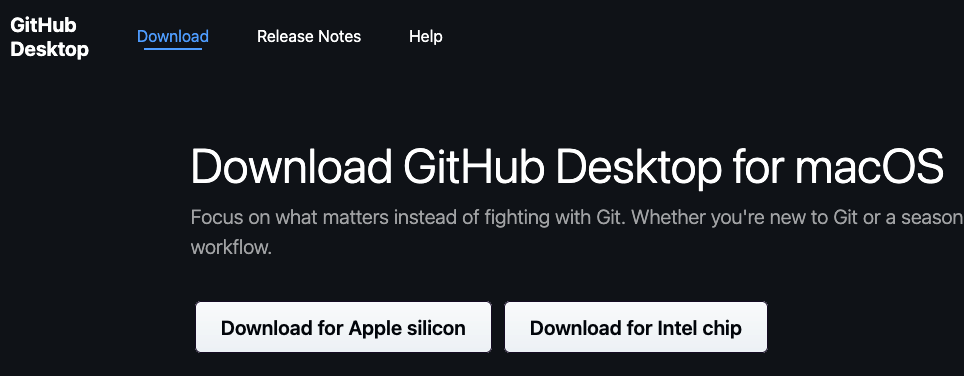 GitHub
Desktop
Download
Release Notes
Help
Download GitHub Desktop for macOS
Focus on what matters instead of fighting with Git. Whether you're new to Git or a season
workflow.
Download for Apple silicon
Download for Intel chip